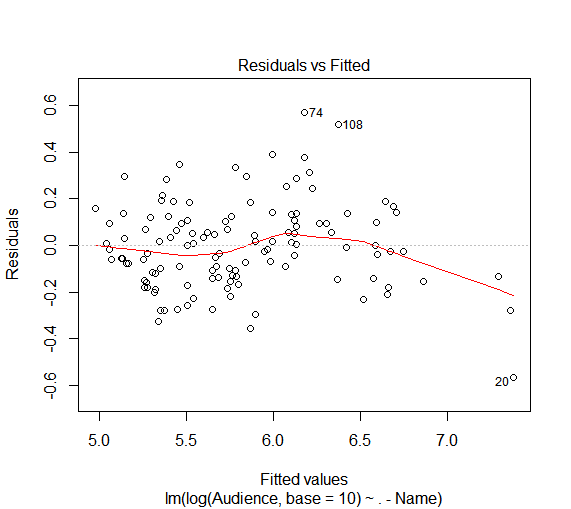 Residuals vs Fitted
Residuals
0.6
0.4
0.2
0.0
-0.2
-0.4
-0.6
74
108
20
5.0 5.5 6.0 6.5 7.0
Fitted values
lm(log(Audience, base = 10) ~ . - Name)